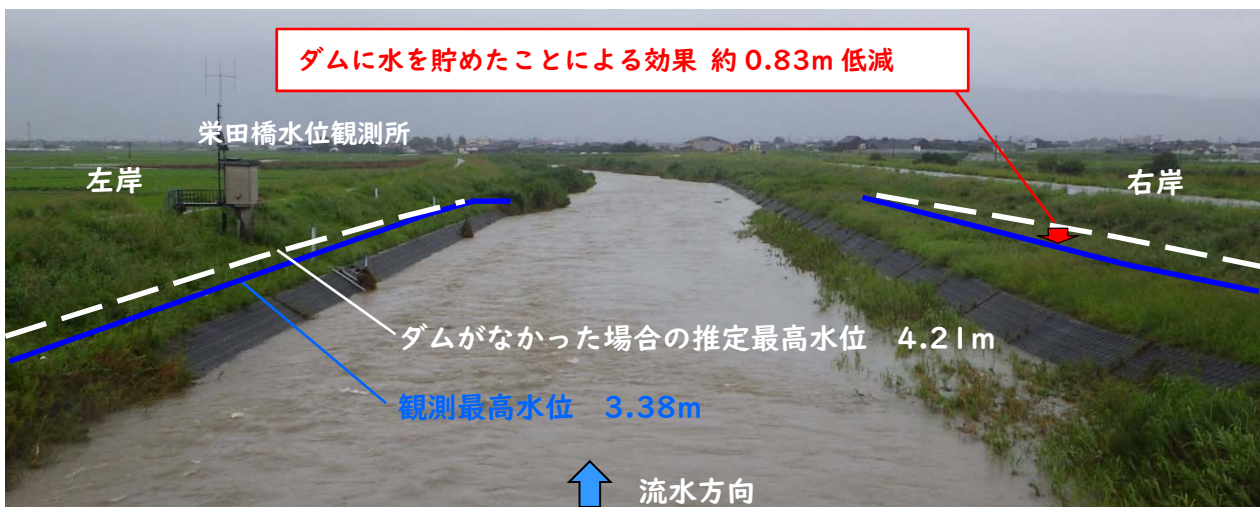 ダムに水を貯めたことによる効果 約0.83m低減
栄田橋水位観測所
左岸
右岸
ダムがなかった場合の推定最高水位 4.21m
観測最高水位 3.38m
流水方向